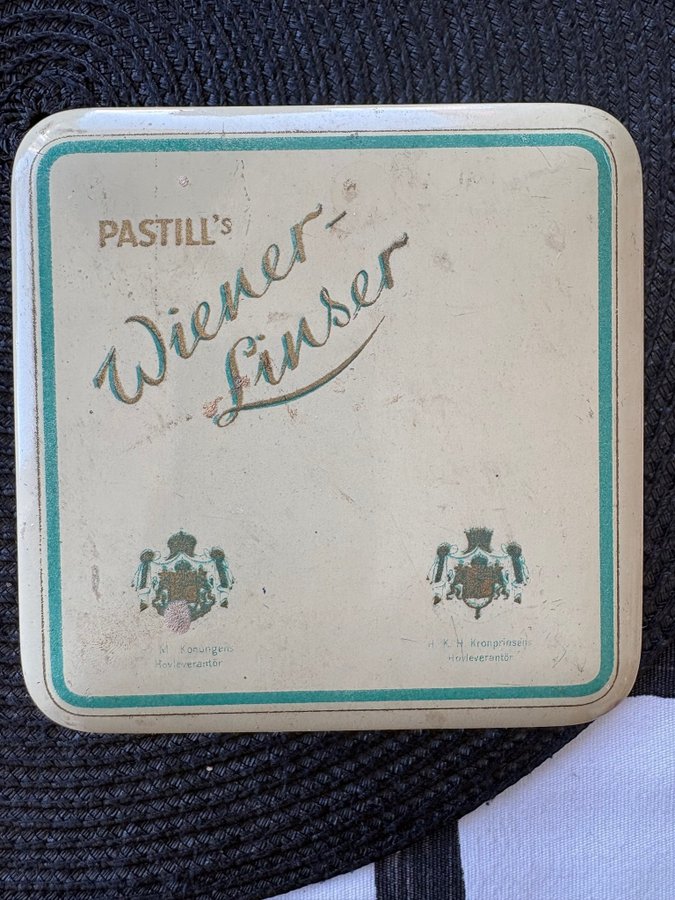 PASTILL's
Wiener-
Linser
M. Konungens
Hovleverantör
H. K. H. Kronprinsens
Hovleverantör